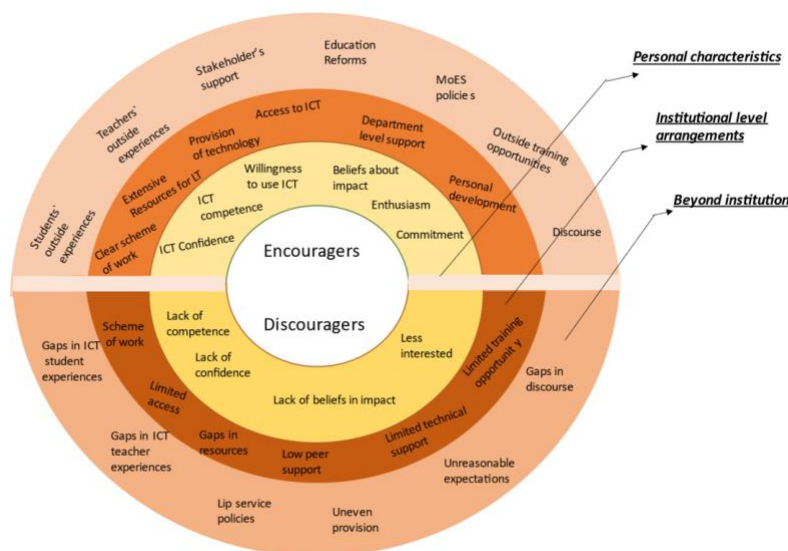 Education
Reforms
Stakeholder's
support
MoES
policies
Teachers'
outside
experiences
Outside training
opportunities
Students'
outside
experiences
Discourse
Access to ICT
Provision
of technology
Department
level support
Extensive
Resources for LT
Personal
development
Clear scheme
of work
Willingness
to use ICT
Beliefs about
impact
ICT
competence
Enthusiasm
ICT Confidence
Commitment
Encouragers
Discouragers
Lack of
competence
Lack of
confidence
Less
interested
Lack of beliefs in impact
Scheme
of work
Limited
access
Gaps in
resources
Low peer
support
Limited technical
support
Limited training
opportunity
Gaps in ICT
student
experiences
Gaps in ICT
teacher
experiences
Lip service
policies
Uneven
provision
Unreasonable
expectations
Gaps in
discourse
Personal characteristics
Institutional level
arrangements
Beyond institution